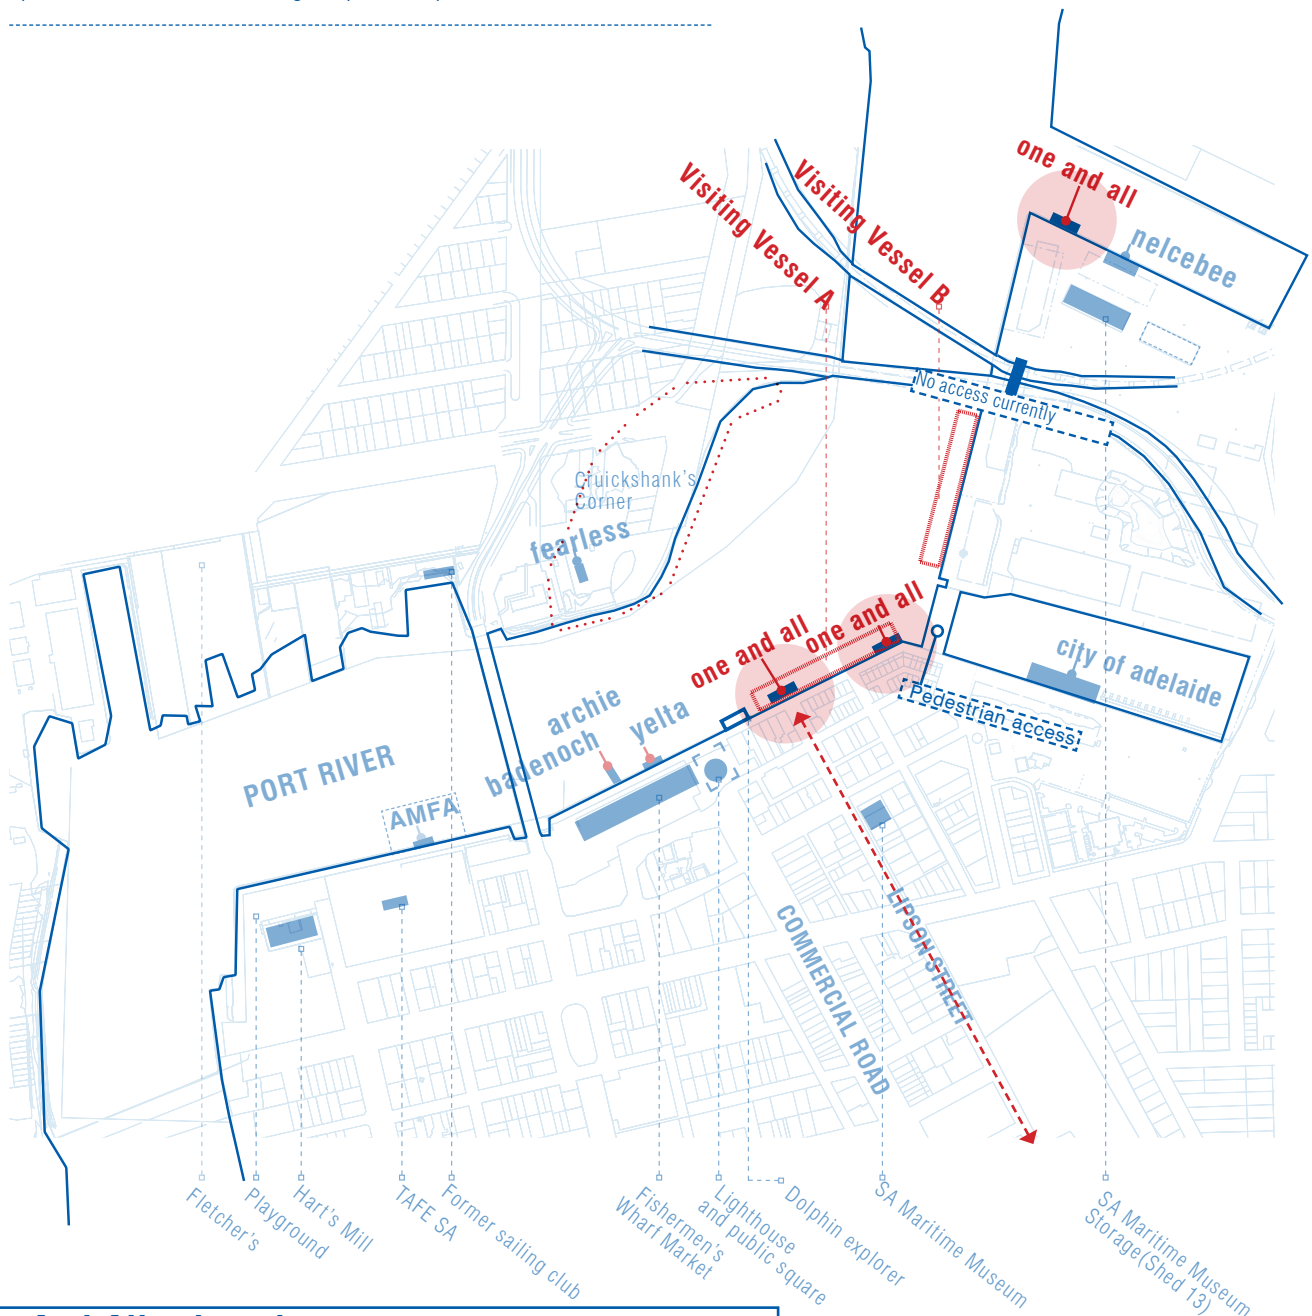 one and all
Visiting Vessel A
Visiting Vessel B
nelcebee
No access currently
Cruickshank's
Corner
fearless
one and all
one and all
city of adelaide
Pedestrian access
archie
badenoch
yelta
PORT RIVER
AMFA
COMMERCIAL ROAD
LIPSON STREET
Fletcher's
Playground
Hart's Mill
TAFE SA
Former sailing club
Fishermen's
Wharf Market
Lighthouse
and public square
Dolphin explorer
SA Maritime Museum
SA Maritime Museum
Storage(Shed 13)